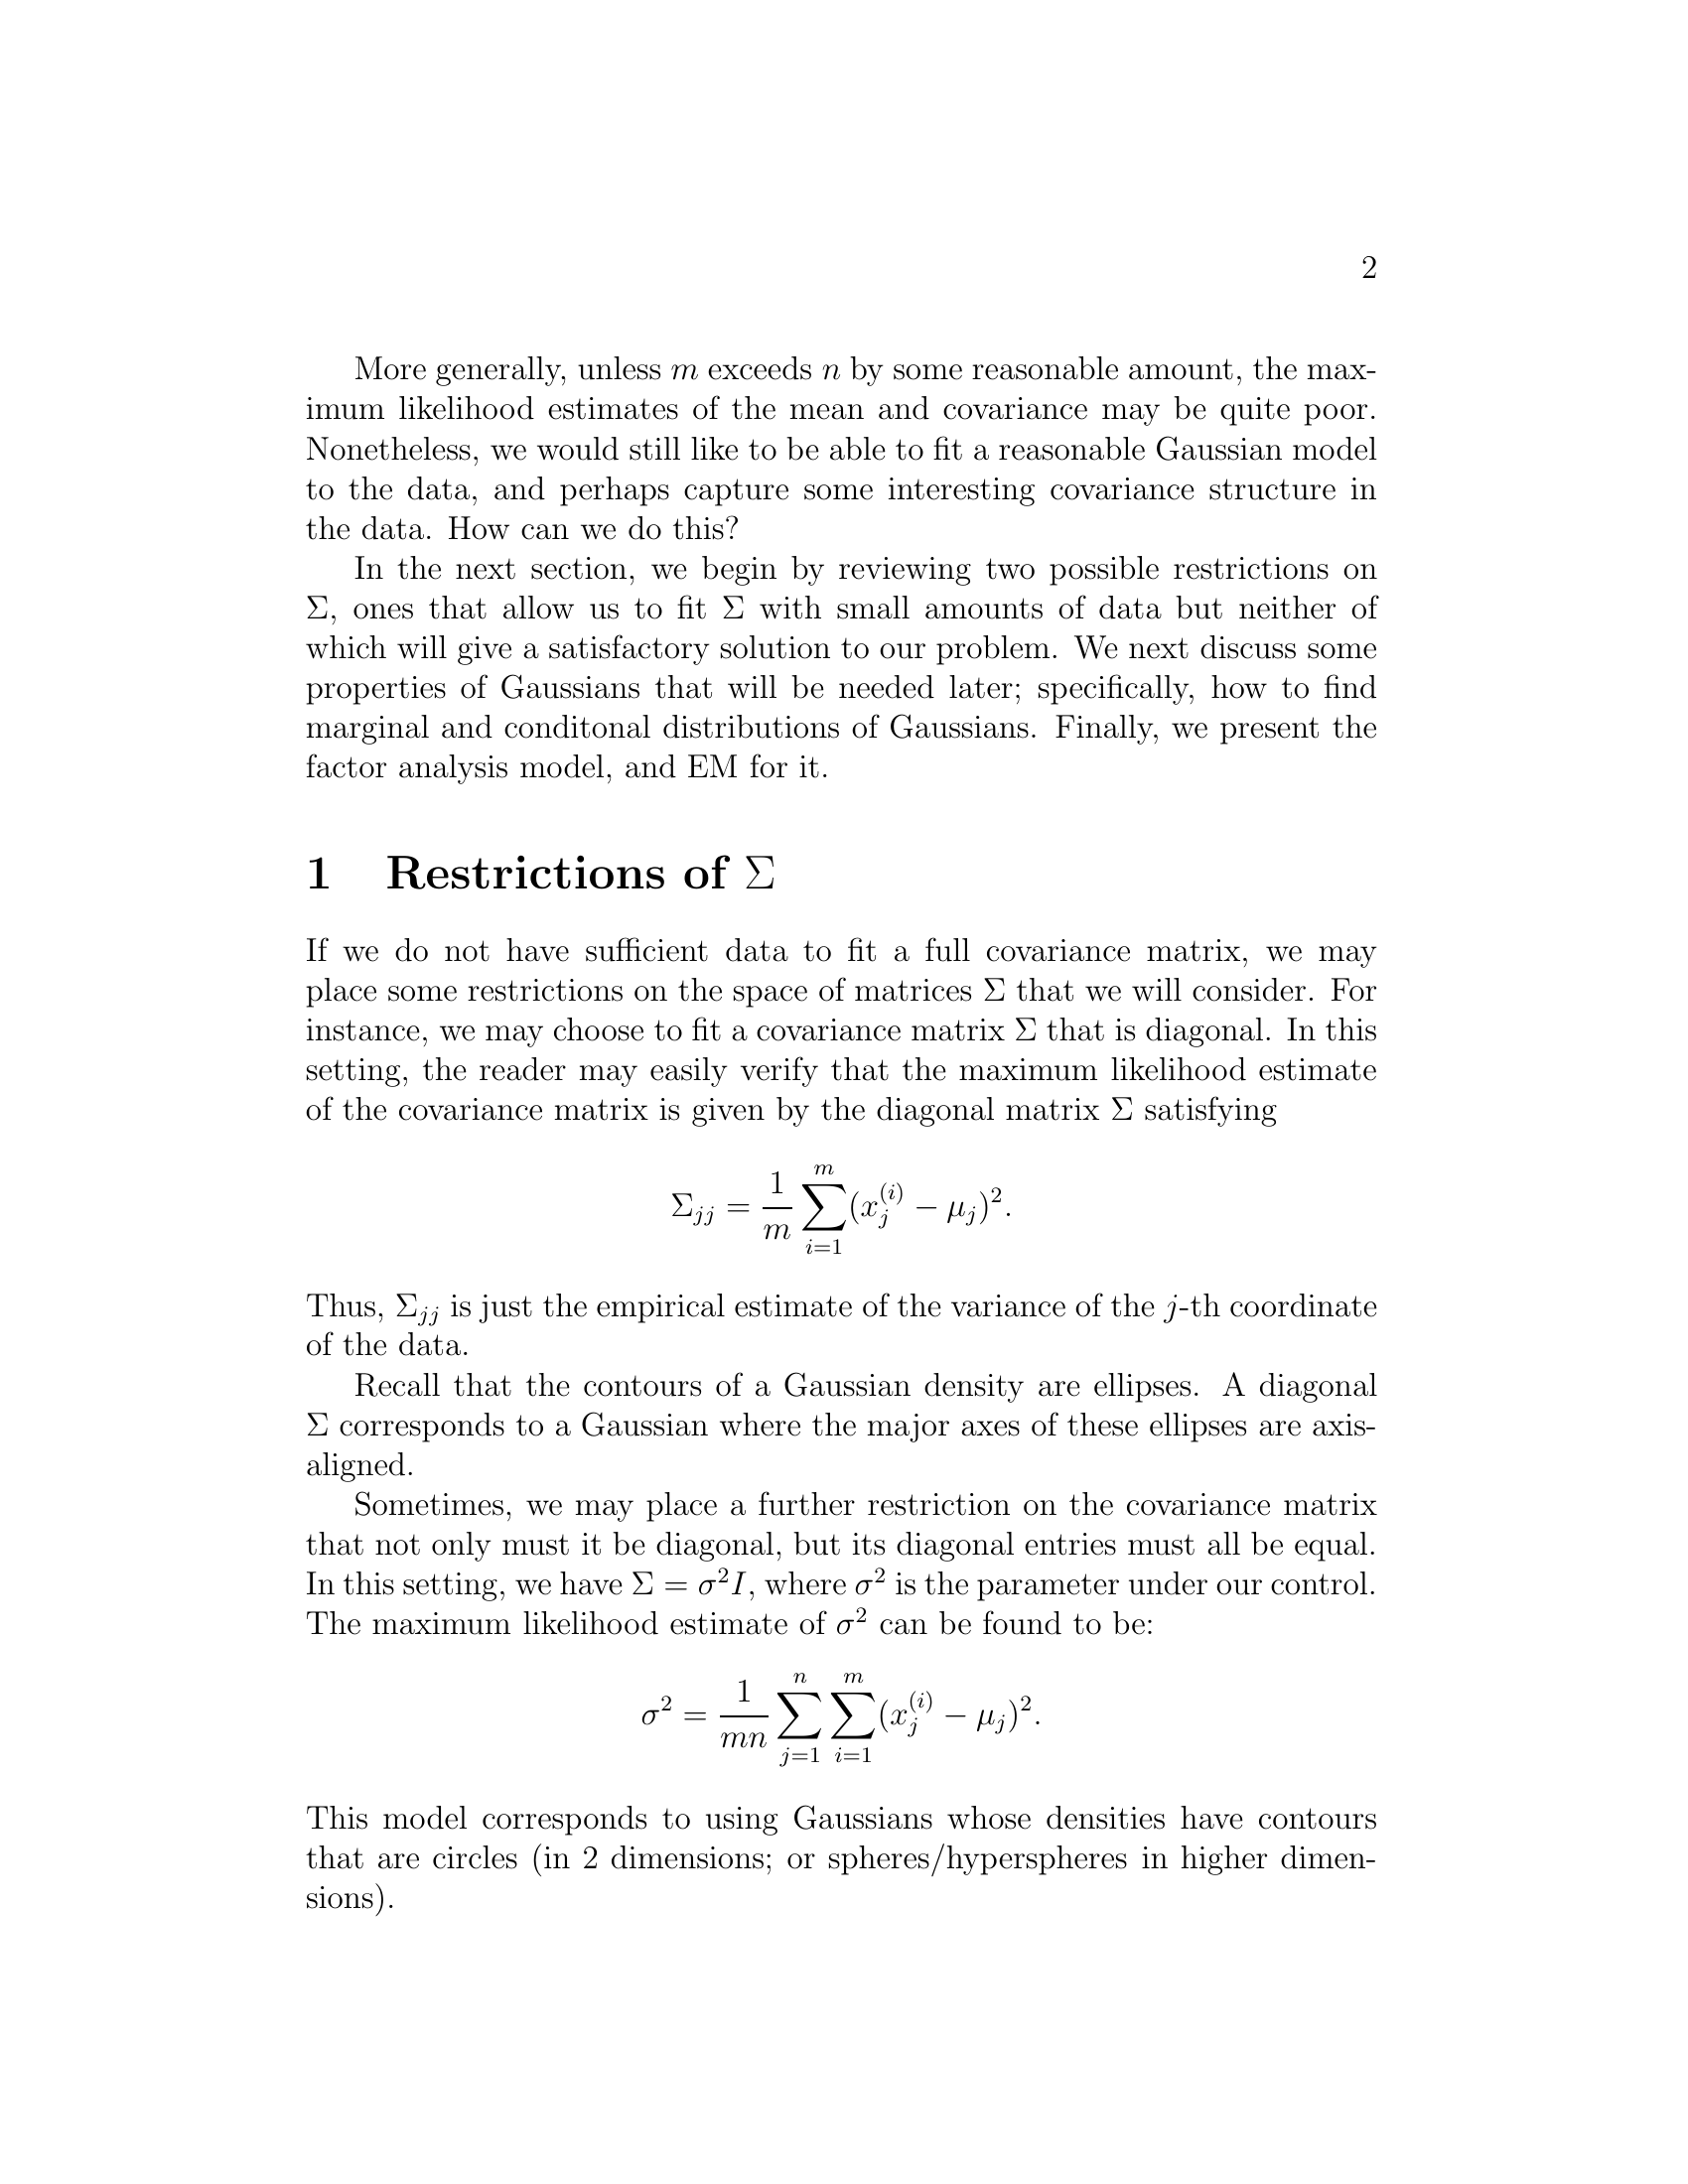 2
More generally, unless m exceeds n by some reasonable amount, the max-
imum likelihood estimates of the mean and covariance may be quite poor.
Nonetheless, we would still like to be able to fit a reasonable Gaussian model
to the data, and perhaps capture some interesting covariance structure in
the data. How can we do this?
In the next section, we begin by reviewing two possible restrictions on
Σ, ones that allow us to fit Σ with small amounts of data but neither of
which will give a satisfactory solution to our problem. We next discuss some
properties of Gaussians that will be needed later; specifically, how to find
marginal and conditonal distributions of Gaussians. Finally, we present the
factor analysis model, and EM for it.
1 Restrictions of Σ
If we do not have sufficient data to fit a full covariance matrix, we may
place some restrictions on the space of matrices Σ that we will consider. For
instance, we may choose to fit a covariance matrix Σ that is diagonal. In this
setting, the reader may easily verify that the maximum likelihood estimate
of the covariance matrix is given by the diagonal matrix Σ satisfying
$\Sigma_{jj} = \frac{1}{m} \sum_{i=1}^{m} (x_j^{(i)} - \mu_j)^2.$
Thus, $\Sigma_{jj}$ is just the empirical estimate of the variance of the j-th coordinate
of the data.
Recall that the contours of a Gaussian density are ellipses. A diagonal
Σ corresponds to a Gaussian where the major axes of these ellipses are axis-
aligned.
Sometimes, we may place a further restriction on the covariance matrix
that not only must it be diagonal, but its diagonal entries must all be equal.
In this setting, we have $\Sigma = \sigma^2 I$, where $\sigma^2$ is the parameter under our control.
The maximum likelihood estimate of $\sigma^2$ can be found to be:
$\sigma^2 = \frac{1}{mn} \sum_{j=1}^{n} \sum_{i=1}^{m} (x_j^{(i)} - \mu_j)^2.$
This model corresponds to using Gaussians whose densities have contours
that are circles (in 2 dimensions; or spheres/hyperspheres in higher dimen-
sions).